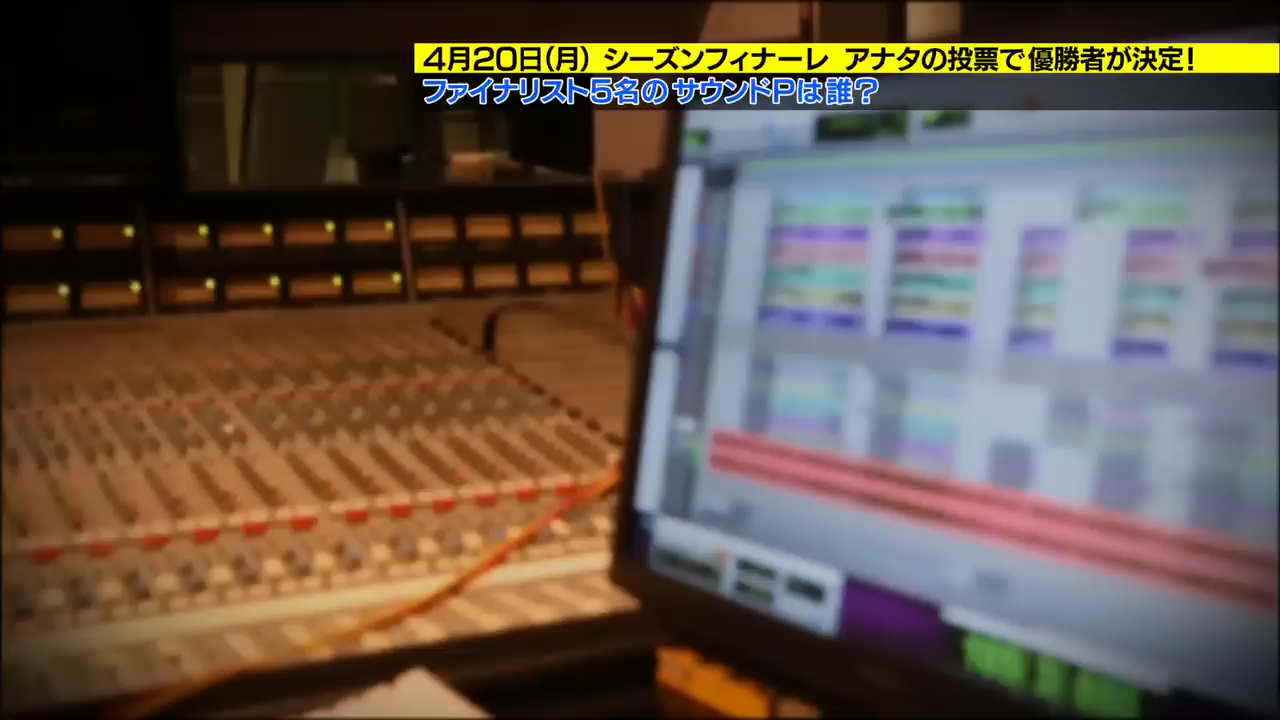 4月20日(月) シーズンフィナーレ アナタの投票で優勝者が決定!
ファイナリスト5名のサウンドPは誰?